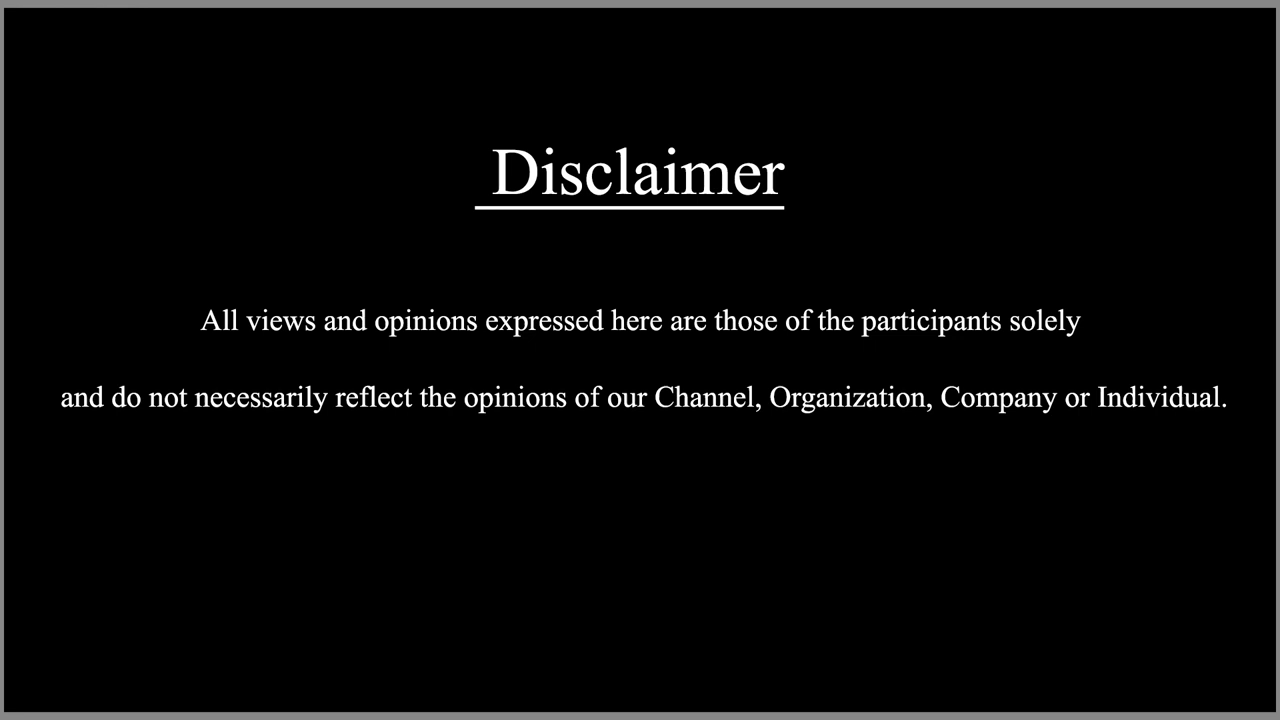 Disclaimer
All views and opinions expressed here are those of the participants solely
and do not necessarily reflect the opinions of our Channel, Organization, Company or Individual.